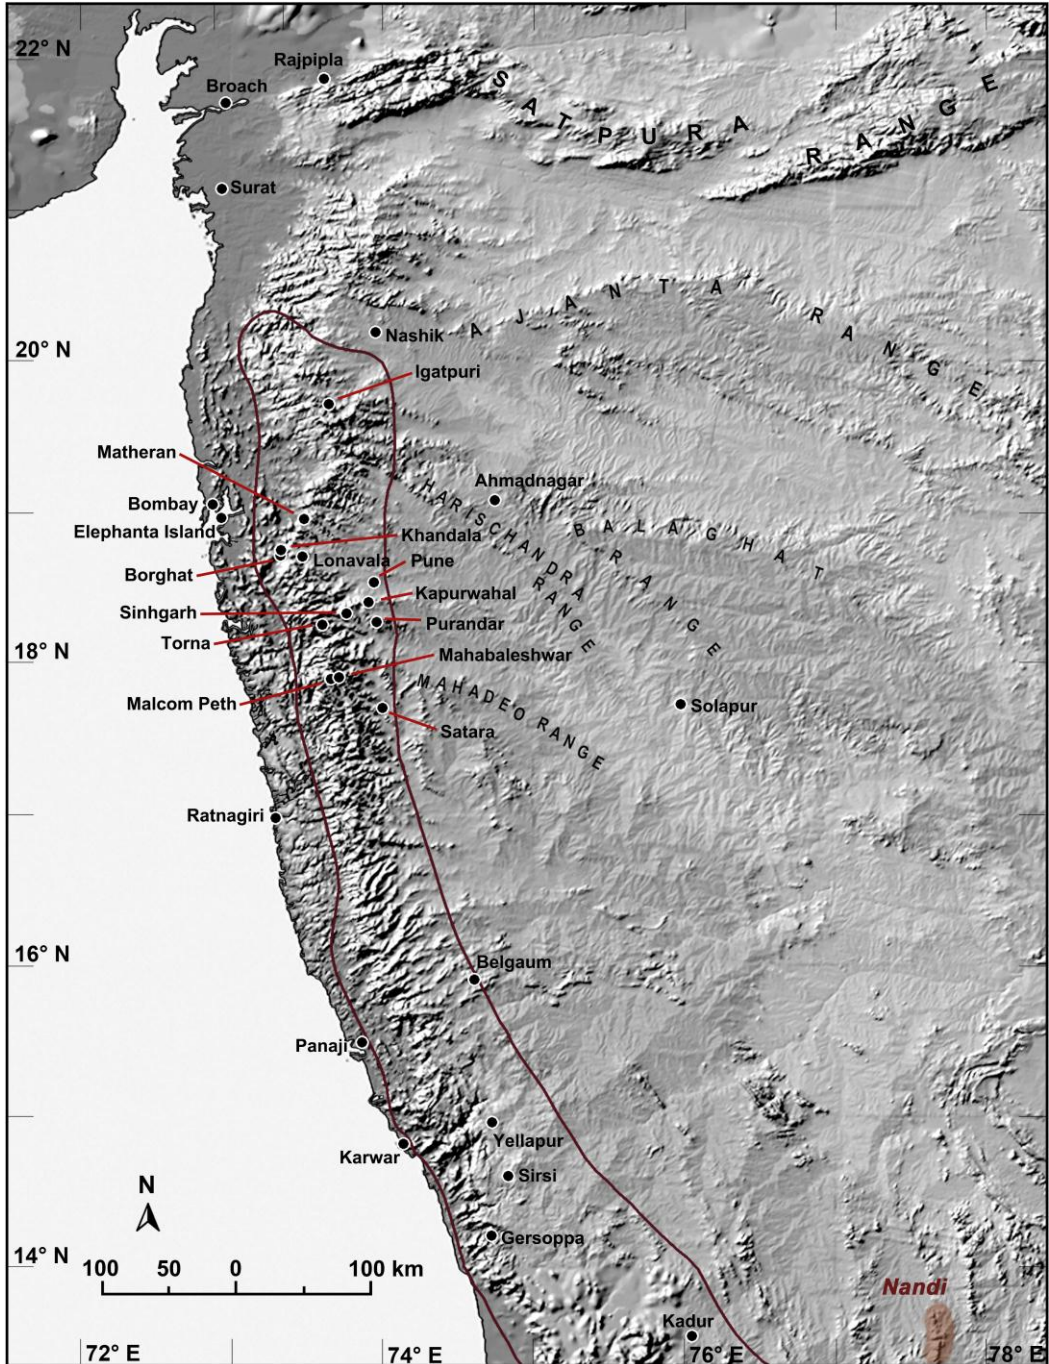 22° N
Rajpipla
Broach
SATPURA RANGE
Surat
AJANTA RANGE
Nashik
20° N
Igatpuri
Matheran
Ahmadnagar
HARISCHANDRA RANGE
BALAGHAT RANGE
Bombay
Elephanta Island
Khandala
Lonavala
Pune
Borghat
Kapurwahal
Sinhgarh
Purandar
Torna
18° N
Mahabaleshwar
MAHADEO RANGE
Malcom Peth
Solapur
Satara
Ratnagiri
16° N
Belgaum
Panaji
Yellapur
Karwar
Sirsi
N
Gersoppa
14° N
100 50 0 100 km
Nandi
Kadur
72° E 74° E 76° E 78° E